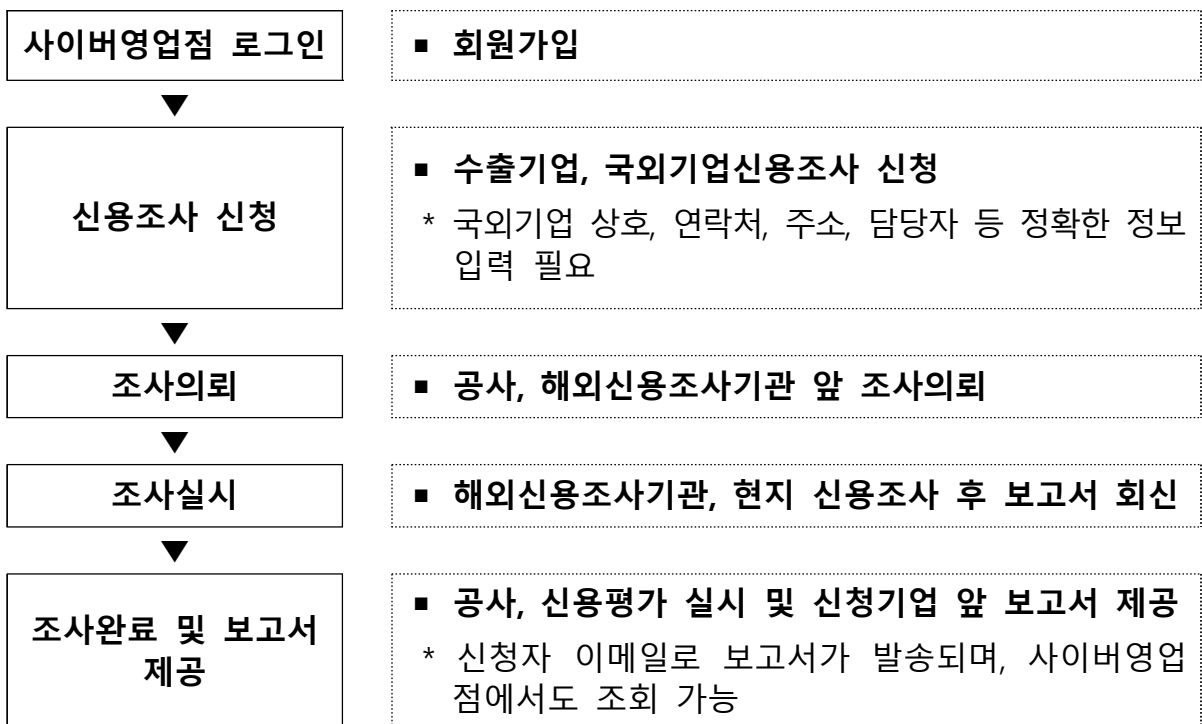 사이버영업점 로그인
■ 회원가입
▼
신용조사 신청
■ 수출기업, 국외기업신용조사 신청
* 국외기업 상호, 연락처, 주소, 담당자 등 정확한 정보
입력 필요
▼
조사의뢰
■ 공사, 해외신용조사기관 앞 조사의뢰
▼
조사실시
■ 해외신용조사기관, 현지 신용조사 후 보고서 회신
▼
조사완료 및 보고서
제공
■ 공사, 신용평가 실시 및 신청기업 앞 보고서 제공
* 신청자 이메일로 보고서가 발송되며, 사이버영업
점에서도 조회 가능